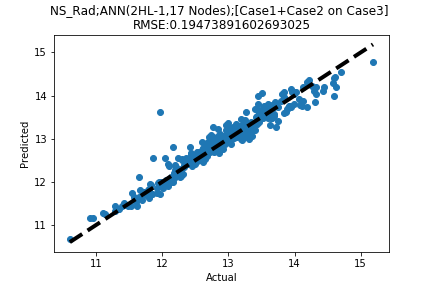 NS_Rad;ANN(2HL-1,17 Nodes);[Case1+Case2 on Case3]
RMSE:0.19473891602693025
15
14
13
12
11
Predicted
11 12 13 14 15
Actual